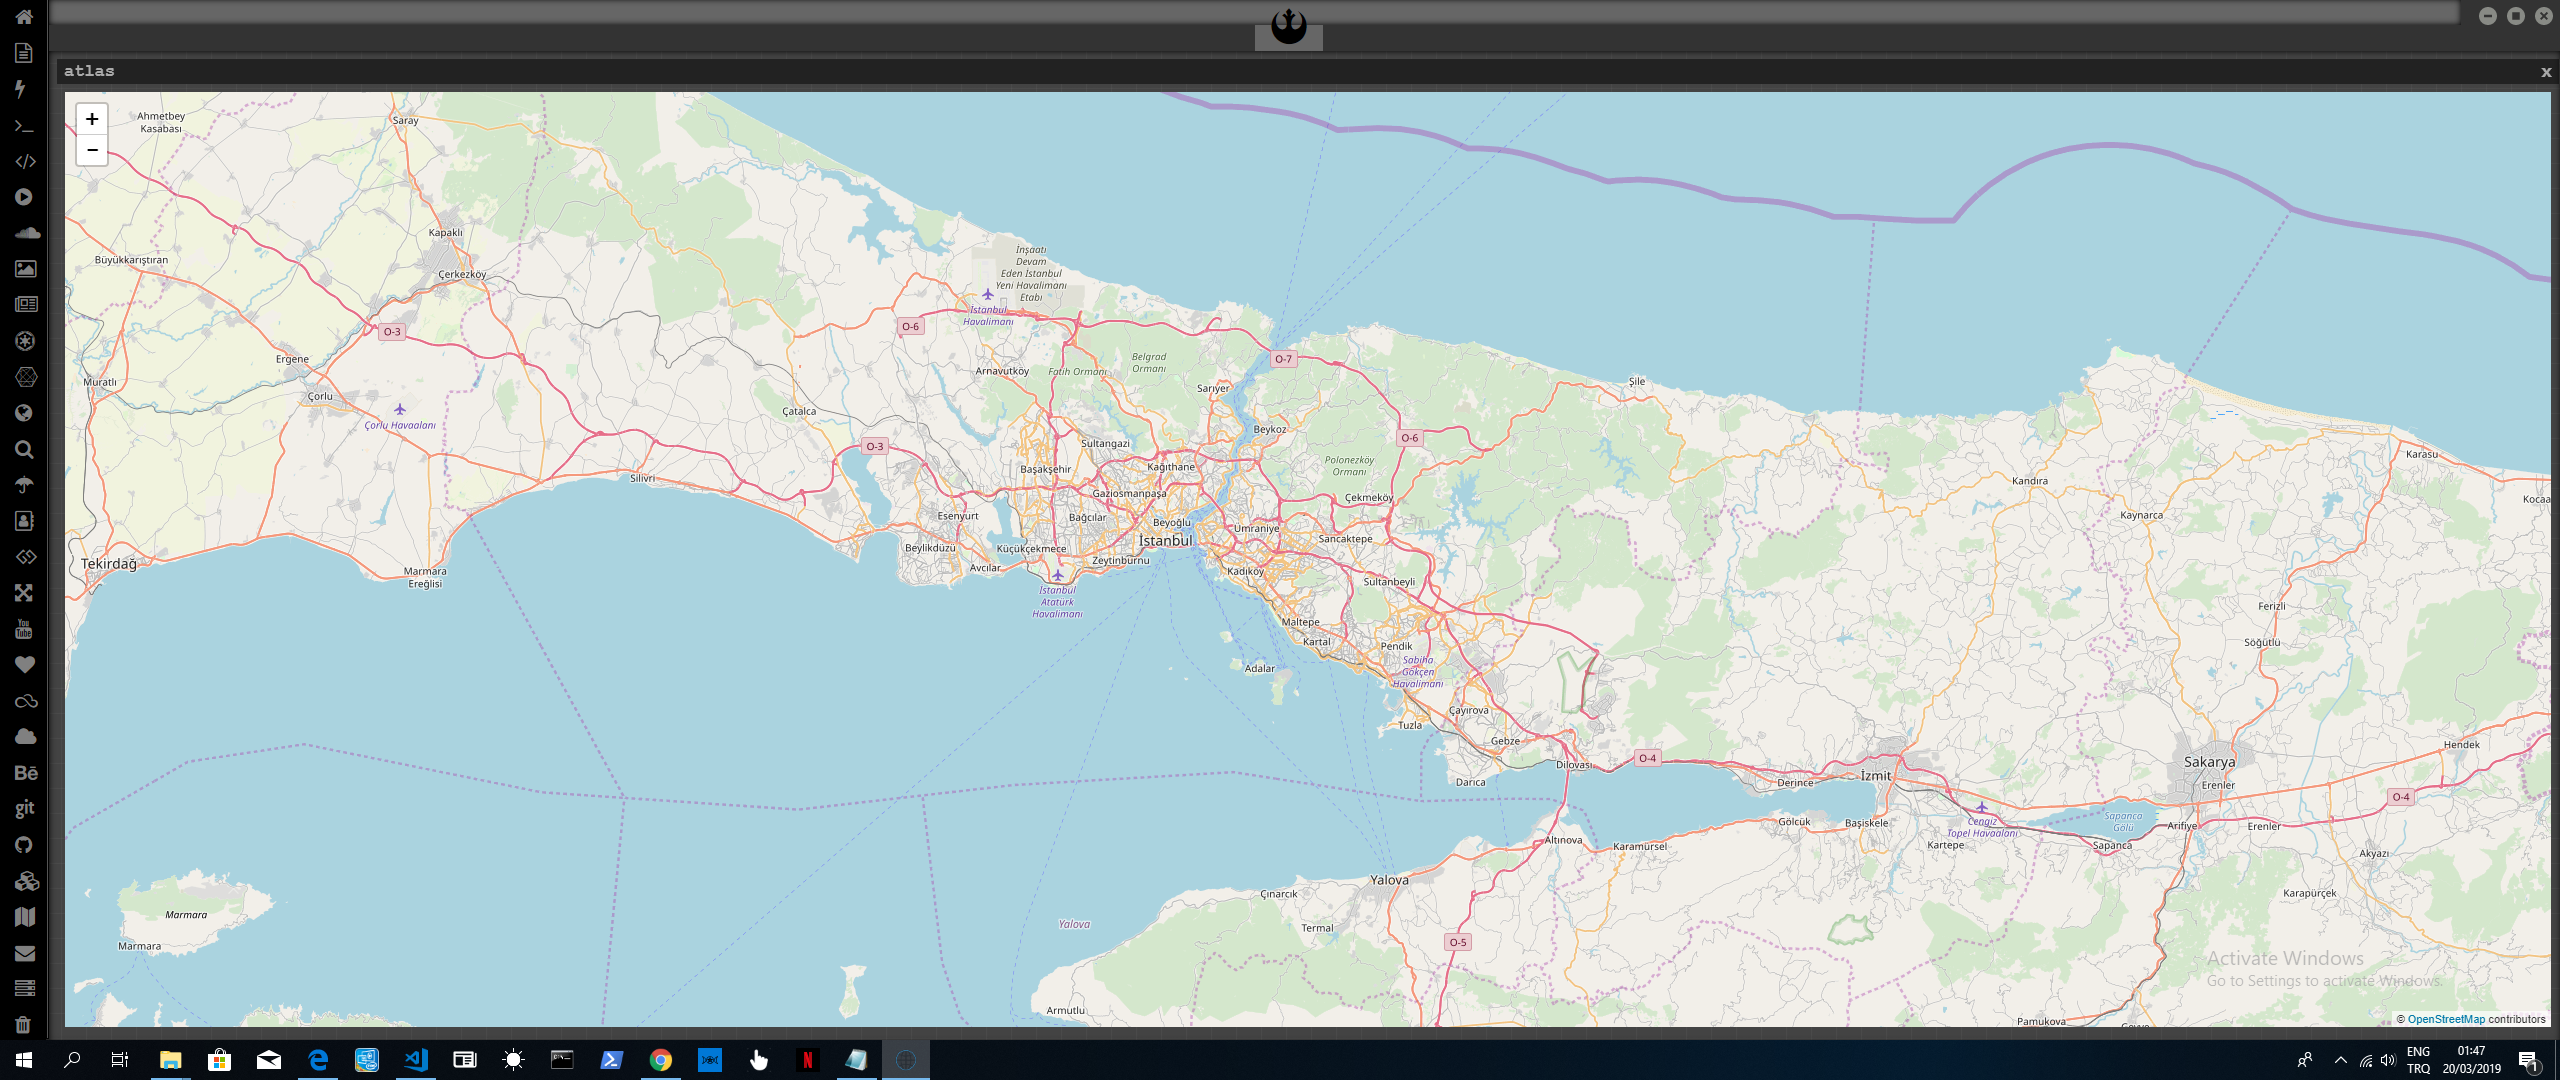 atlas
x
+
−
Ahmetbey
Kasabası
Saray
Kapaklı
Büyükkarıştıran
Çerkezköy
İnşaatı
Devam
Eden İstanbul
Yeni Havalimanı
Etabı
İstanbul
Havalimanı
O-3
O-6
O-7
Ergene
Muratlı
Çorlu
Çorlu Havaalanı
Arnavutköy
Fatih Ormanı
Belgrad
Ormanı
Sarıyer
Şile
Çatalca
Beykoz
O-3
Sultangazi
O-6
Karasu
Polonezköy
Ormanı
Başakşehir
Kağıthane
Silivri
Kandıra
Gaziosmanpaşa
Çekmeköy
Kocaa
Esenyurt
Bağcılar
Beyoğlu
Ümraniye
Kaynarca
İstanbul
Sancaktepe
Beylikdüzü
Küçükçekmece
Zeytinburnu
Tekirdağ
Avcılar
Kadıköy
Marmara
Ereğlisi
Sultanbeyli
İstanbul
Atatürk
Havalimanı
Ferizli
Maltepe
Kartal
Pendik
Söğütlü
Adalar
Sabiha
Gökçen
Havalimanı
Çayırova
Tuzla
Gebze
Hendek
O-4
Dilovası
Sakarya
İzmit
Darıca
Derince
Erenler
O-4
Cengiz
Topel Havaalanı
Sapanca
Gölü
Gölcük
Başiskele
Arifiye
Erenler
Altınova
Karamürsel
Kartepe
Sapanca
Akyazı
Yalova
Çınarcık
Karapürçek
Marmara
Yalova
Termal
O-5
Marmara
Armutlu
Pamukova
Activate Windows
Go to Settings to activate Windows.
© OpenStreetMap contributors
Bē
git
You
Tube
N
ENG
TRQ
01:47
20/03/2019
1